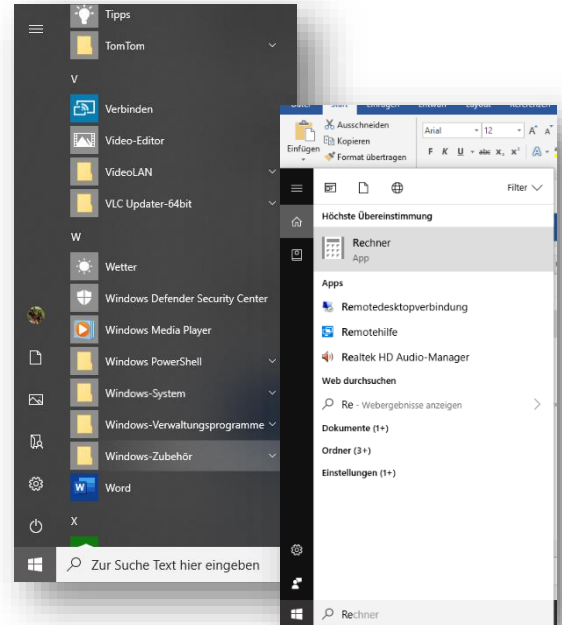 Tipps
TomTom
V
Verbinden
Video-Editor
VideoLAN
VLC Updater-64bit
W
Wetter
Windows Defender Security Center
Windows Media Player
Windows PowerShell
Windows-System
Windows-Verwaltungsprogramme
Windows-Zubehör
Word
X
Zur Suche Text hier eingeben
Ausschneiden
Kopieren
Format übertragen
Einfügen
Arial 12
F K U abc x, x²
Filter
Höchste Übereinstimmung
Rechner
App
Apps
Remotedesktopverbindung
Remotehilfe
Realtek HD Audio-Manager
Web durchsuchen
Re - Webergebnisse anzeigen
Dokumente (1+)
Ordner (3+)
Einstellungen (1+)
Rechner